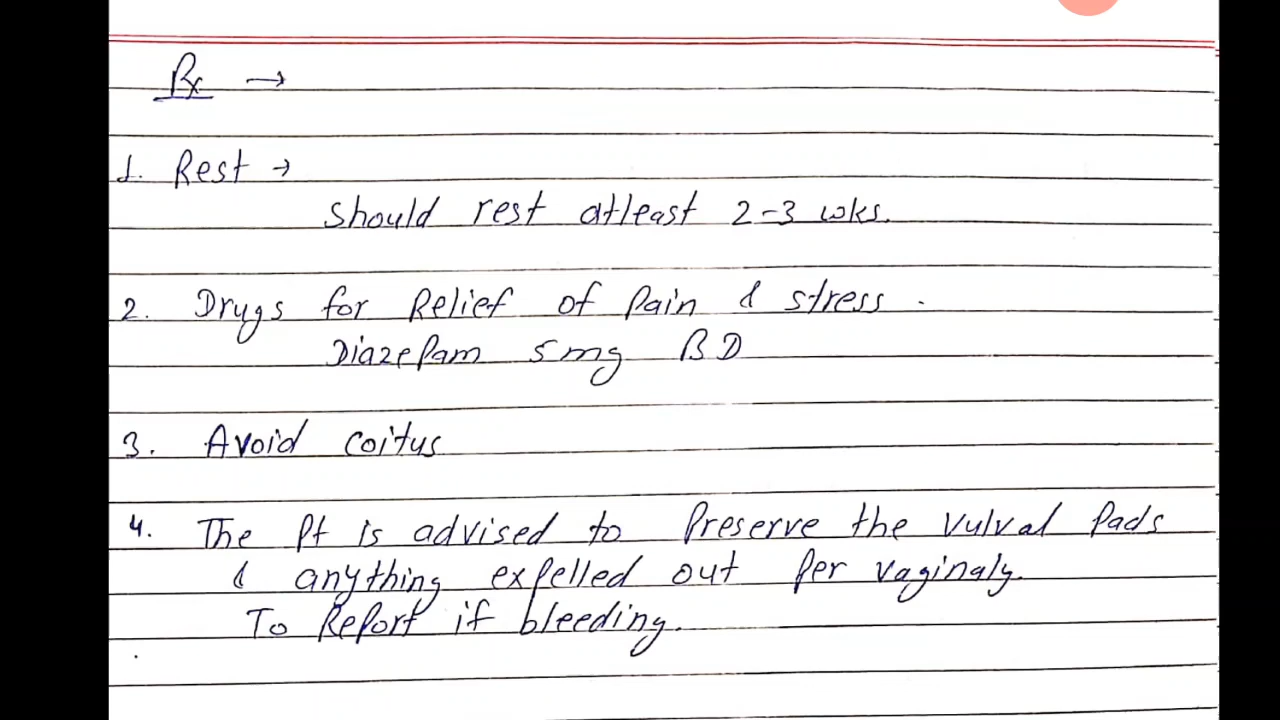 Rx →
1. Rest →
Should rest atleast 2-3 wks.
2. Drugs for Relief of Pain & stress.
Diazepam 5mg BD
3. Avoid coitus
4. The Pt is advised to Preserve the vulval Pads
& anything expelled out Per vaginaly.
To Report if bleeding.